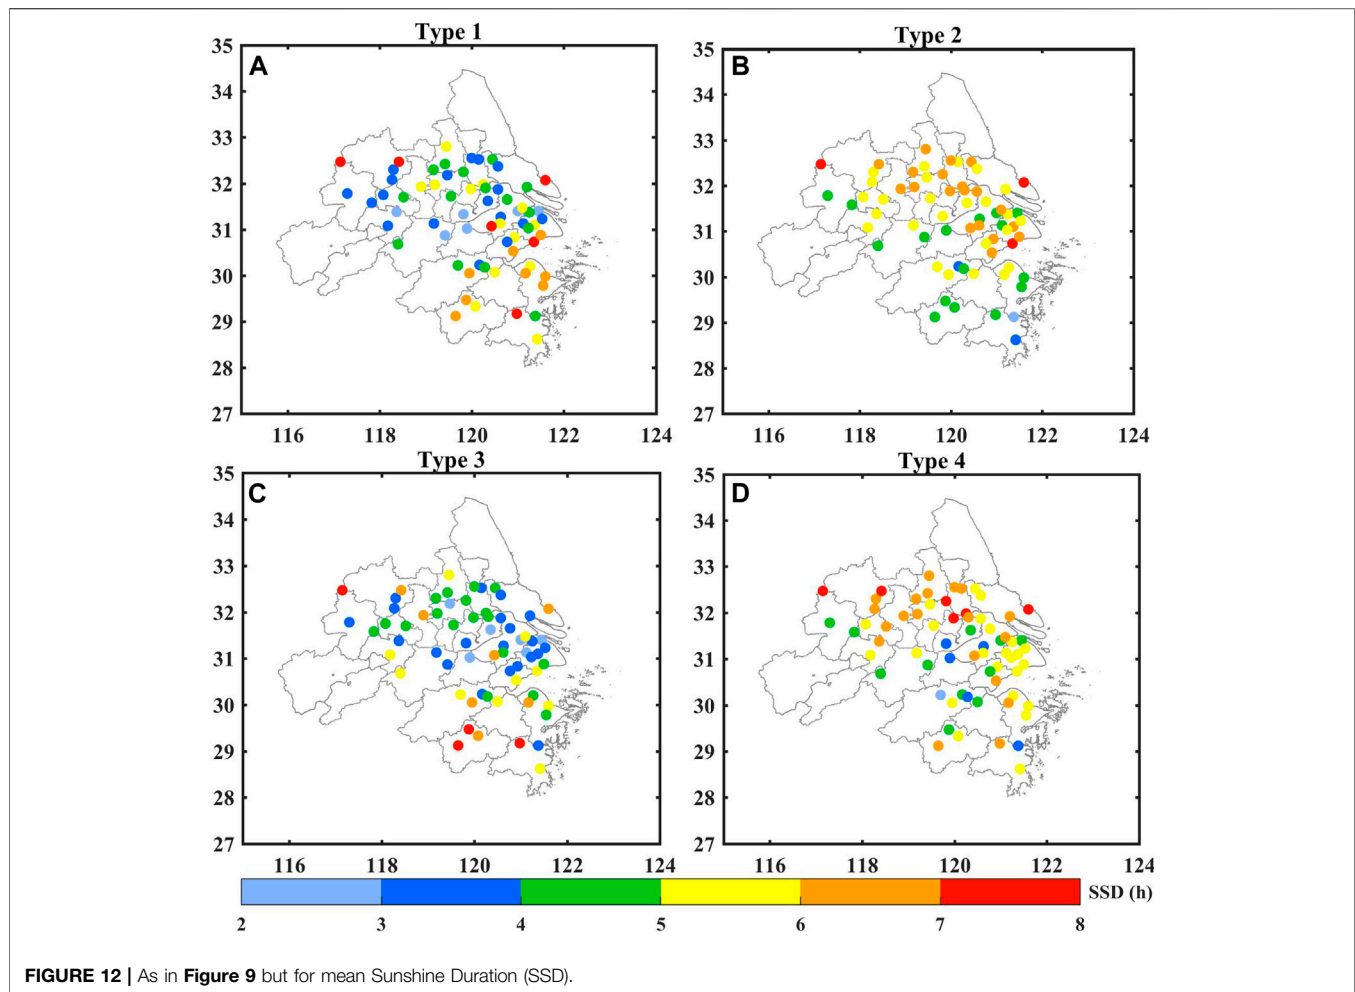 Type 1
A
35
34
33
32
31
30
29
28
27
116 118 120 122 124
Type 2
B
35
34
33
32
31
30
29
28
27
116 118 120 122 124
Type 3
C
35
34
33
32
31
30
29
28
27
116 118 120 122 124
Type 4
D
35
34
33
32
31
30
29
28
27
116 118 120 122 124
SSD (h)
2 3 4 5 6 7 8
FIGURE 12 | As in Figure 9 but for mean Sunshine Duration (SSD).